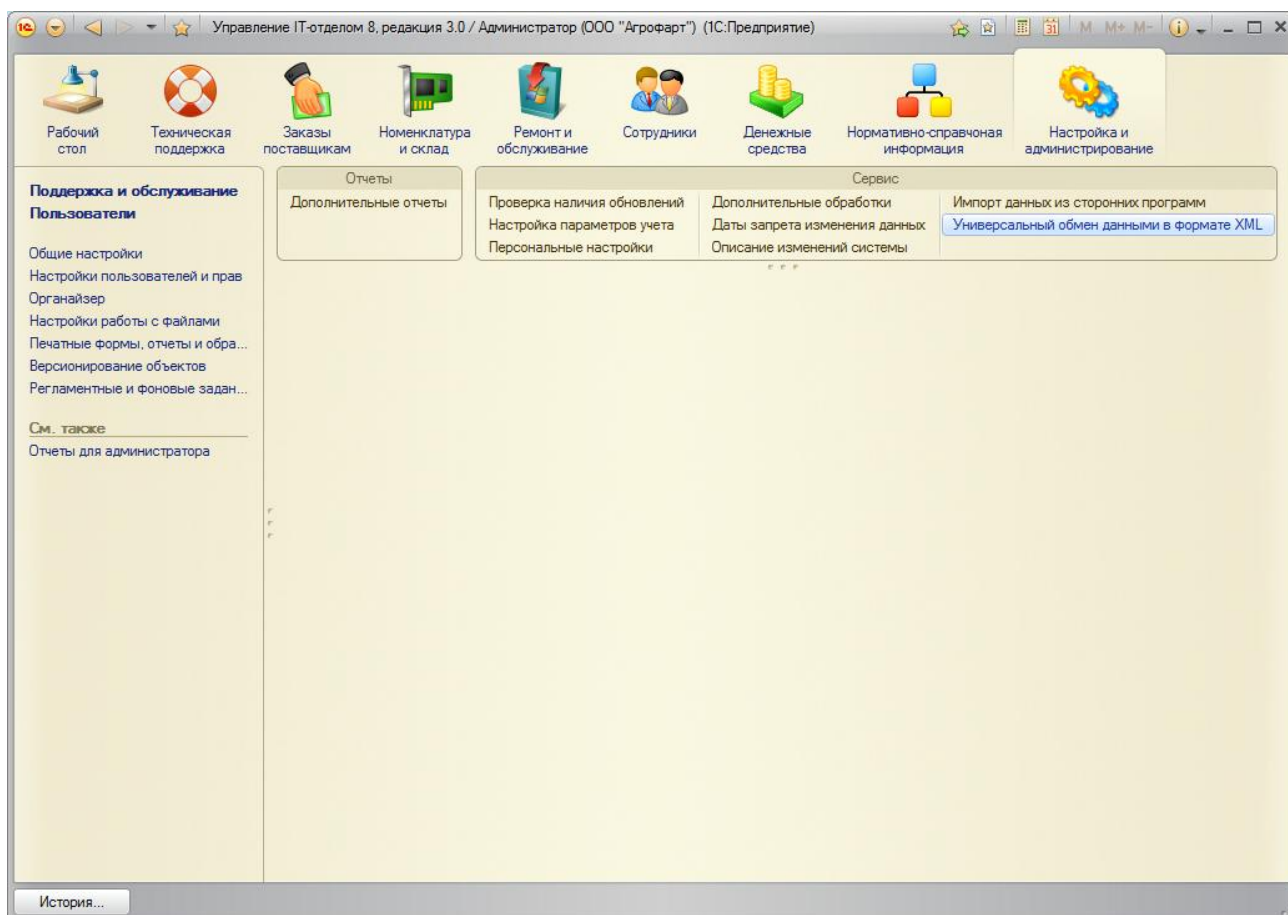 Управление IT-отделом 8, редакция 3.0 / Администратор (ООО "Агрофарт") (1С:Предприятие)
31 M M+ M-
Рабочий стол
Техническая поддержка
Заказы поставщикам
Номенклатура и склад
Ремонт и обслуживание
Сотрудники
Денежные средства
Нормативно-справочная информация
Настройка и администрирование
Поддержка и обслуживание
Пользователи
Общие настройки
Настройки пользователей и прав
Органайзер
Настройки работы с файлами
Печатные формы, отчеты и обра...
Версионирование объектов
Регламентные и фоновые задан...
См. также
Отчеты для администратора
Отчеты
Дополнительные отчеты
Сервис
Проверка наличия обновлений
Настройка параметров учета
Персональные настройки
Дополнительные обработки
Даты запрета изменения данных
Описание изменений системы
Импорт данных из сторонних программ
Универсальный обмен данными в формате XML
История...